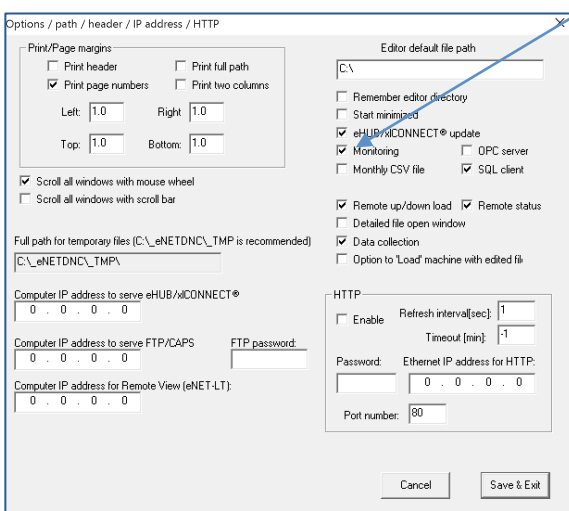 Options / path / header / IP address / HTTP
Print/Page margins
Print header
Print full path
Print page numbers
Print two columns
Left: 1.0
Right 1.0
Top: 1.0
Bottom: 1.0
Scroll all windows with mouse wheel
Scroll all windows with scroll bar
Full path for temporary files (C:\_eNETDNC\_TMP is recommended)
C:\_eNETDNC\_TMP\
Computer IP address to serve eHUB/xlCONNECT®
0 . 0 . 0 . 0
Computer IP address to serve FTP/CAPS
FTP password:
0 . 0 . 0 . 0
Computer IP address for Remote View (eNET-LT):
0 . 0 . 0 . 0
Editor default file path
C:\
Remember editor directory
Start minimized
eHUB/xlCONNECT® update
Monitoring
OPC server
Monthly CSV file
SQL client
Remote up/down load
Remote status
Detailed file open window
Data collection
Option to 'Load' machine with edited fil
HTTP
Enable
Refresh interval[sec]: 1
Timeout [min]: -1
Password:
Ethernet IP address for HTTP:
0 . 0 . 0 . 0
Port number: 80
Cancel
Save & Exit